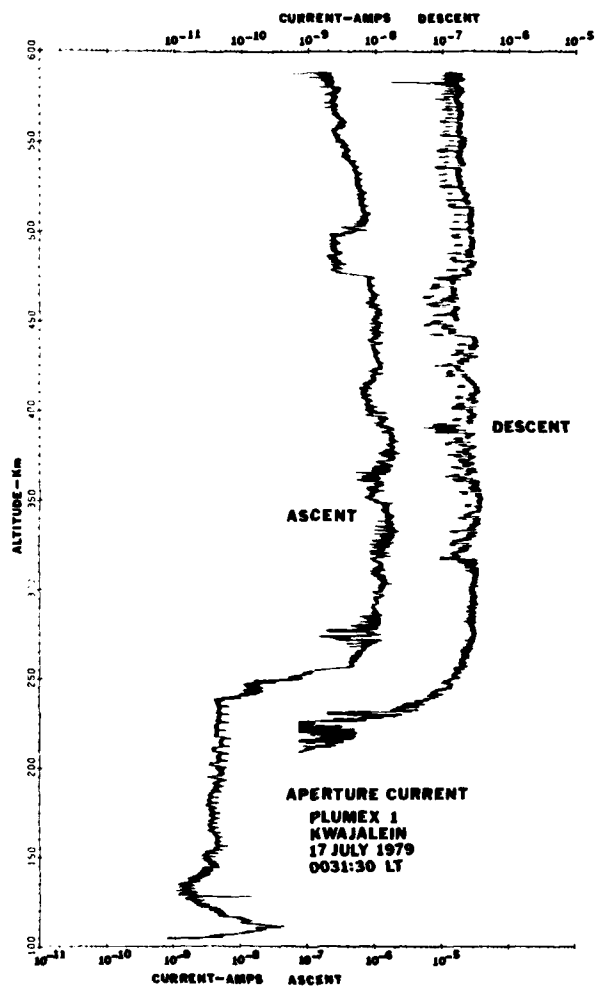 CURRENT-AMPS DESCENT
10⁻¹¹ 10⁻¹⁰ 10⁻⁹ 10⁻⁸ 10⁻⁷ 10⁻⁶ 10⁻⁵
600
550
500
450
400
350
250
200
150
100
ALTITUDE-Km
DESCENT
ASCENT
APERTURE CURRENT
PLUMEX 1
KWAJALEIN
17 JULY 1979
0031:30 LT
10⁻¹¹ 10⁻¹⁰ 10⁻⁹ 10⁻⁸ 10⁻⁷ 10⁻⁶ 10⁻⁵
CURRENT-AMPS ASCENT